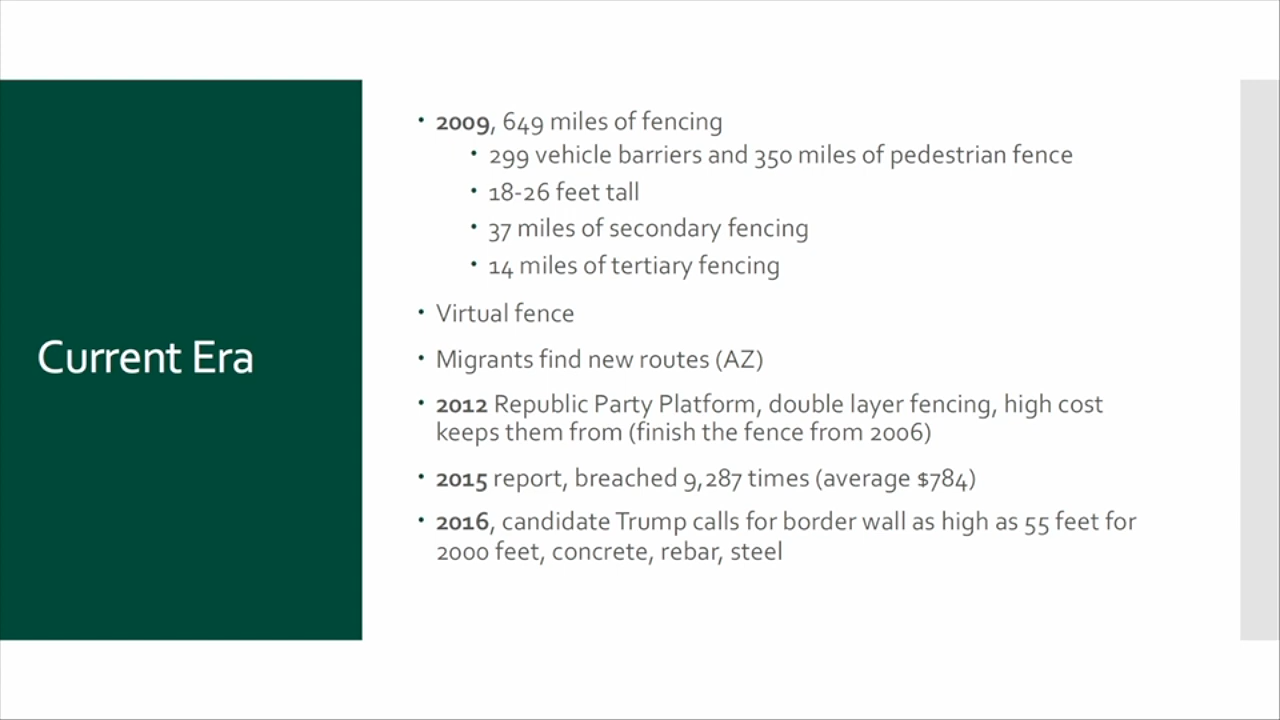 Current Era
• 2009, 649 miles of fencing
• 299 vehicle barriers and 350 miles of pedestrian fence
• 18-26 feet tall
• 37 miles of secondary fencing
• 14 miles of tertiary fencing
• Virtual fence
• Migrants find new routes (AZ)
• 2012 Republic Party Platform, double layer fencing, high cost
keeps them from (finish the fence from 2006)
• 2015 report, breached 9,287 times (average $784)
• 2016, candidate Trump calls for border wall as high as 55 feet for
2000 feet, concrete, rebar, steel